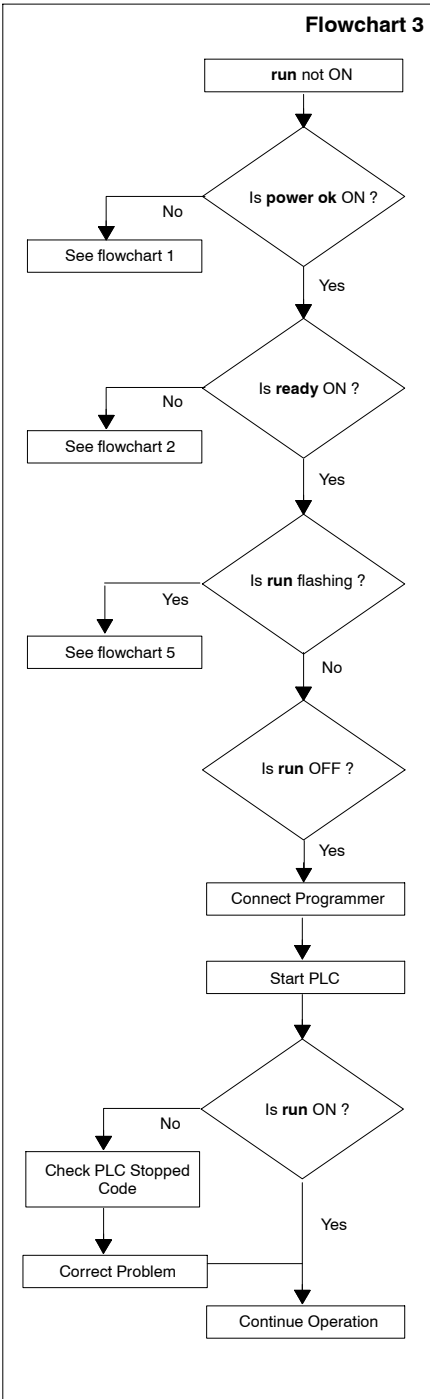 Flowchart 3
run not ON
Is power ok ON ?
No
See flowchart 1
Yes
Is ready ON ?
No
See flowchart 2
Yes
Is run flashing ?
Yes
See flowchart 5
No
Is run OFF ?
Yes
Connect Programmer
Start PLC
Is run ON ?
No
Check PLC Stopped
Code
Yes
Correct Problem
Continue Operation